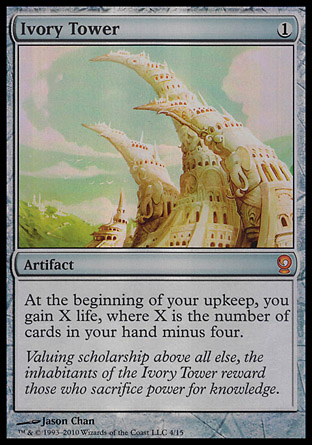 Ivory Tower 1
Artifact
At the beginning of your upkeep, you
gain X life, where X is the number of
cards in your hand minus four.
Valuing scholarship above all else, the
inhabitants of the Ivory Tower reward
those who sacrifice power for knowledge.
Jason Chan
™ & © 1993–2010 Wizards of the Coast LLC 4/15